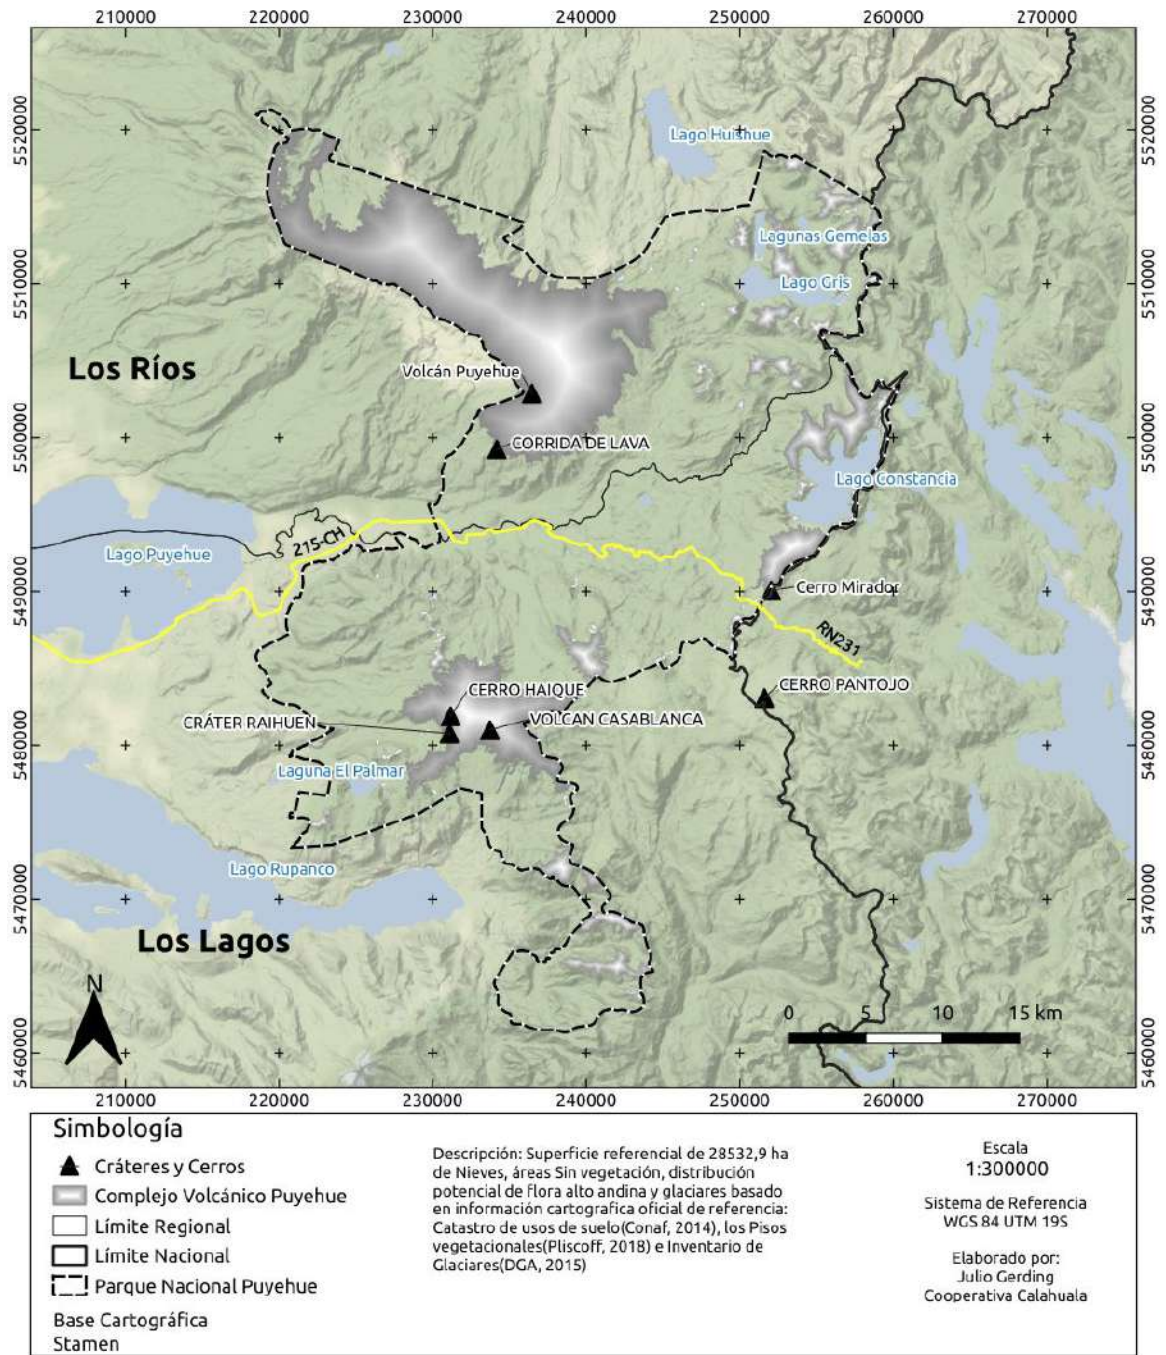 210000 220000 230000 240000 250000 260000 270000
5520000
5520000
Lago Huishue
Lagunas Gemelas
Lago Gris
5510000
5510000
Los Ríos
Volcán Puyehue
5500000
CORRIDA DE LAVA
5500000
Lago Constancia
215-CH
Lago Puyehue
5490000
Cerro Mirador
5490000
RN231
CERRO HAIQUE
CERRO PANTOJO
CRÁTER RAIHUEN
VOLCAN CASABLANCA
5480000
5480000
Laguna El Palmar
Lago Rupanco
5470000
5470000
Los Lagos
N
0 5 10 15 km
5460000
5460000
210000 220000 230000 240000 250000 260000 270000
Simbología
Cráteres y Cerros
Complejo Volcánico Puyehue
Límite Regional
Límite Nacional
Parque Nacional Puyehue
Base Cartográfica
Stamen
Descripción: Superficie referencial de 28532,9 ha
de Nieves, áreas Sin vegetación, distribución
potencial de flora alto andina y glaciares basado
en información cartografica oficial de referencia:
Catastro de usos de suelo(Conaf, 2014), los Pisos
vegetacionales(Pliscoff, 2018) e Inventario de
Glaciares(DGA, 2015)
Escala
1:300000
Sistema de Referencia
WGS 84 UTM 19S
Elaborado por:
Julio Gerding
Cooperativa Calahuala